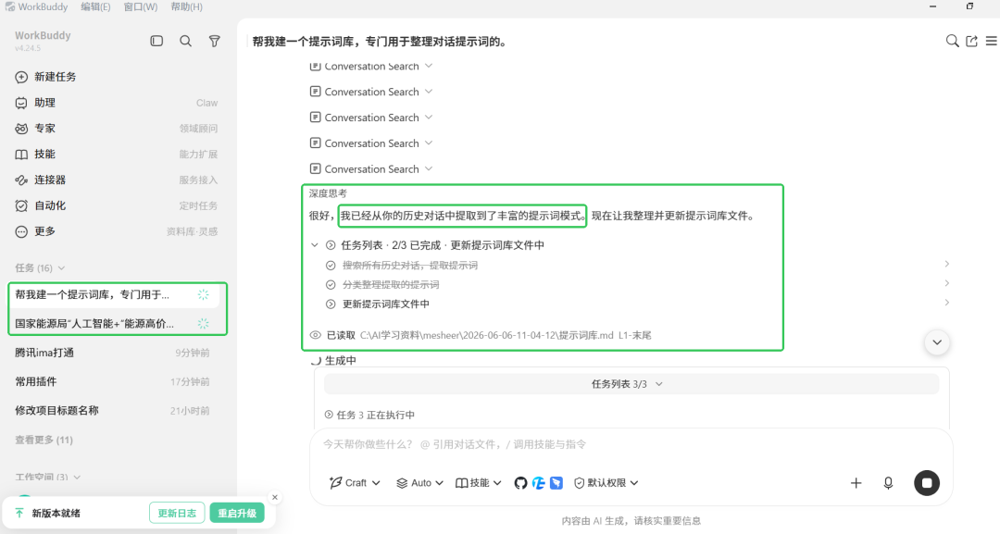 WorkBuddy 编辑(E) 窗口(W) 帮助(H)
WorkBuddy
v4.24.5
新建任务
助理 Claw
专家 领域顾问
技能 能力扩展
连接器 服务接入
自动化 定时任务
更多 资料库·灵感
任务 (16)
帮我建一个提示词库，专门用于...
国家能源局“人工智能+”能源高价...
腾讯ima打通 9分钟前
常用插件 17分钟前
修改项目标题名称 21小时前
查看更多 (11)
工作空间 (3)
新版本就绪 更新日志 重启升级
帮我建一个提示词库，专门用于整理对话提示词的。
Conversation Search
Conversation Search
Conversation Search
Conversation Search
Conversation Search
深度思考
很好，我已经从你的历史对话中提取到了丰富的提示词模式。现在让我整理并更新提示词库文件。
任务列表 · 2/3 已完成 · 更新提示词库文件中
搜索所有历史对话，提取提示词
分类整理提取的提示词
更新提示词库文件中
已读取 C:\AI学习资料\mesheer\2026-06-06-11-04-12\提示词库.md L1-末尾
生成中
任务列表 3/3
任务 3 正在执行中
今天帮你做些什么？ @ 引用对话文件，/ 调用技能与指令
Craft Auto 技能 默认权限
内容由 AI 生成，请核实重要信息